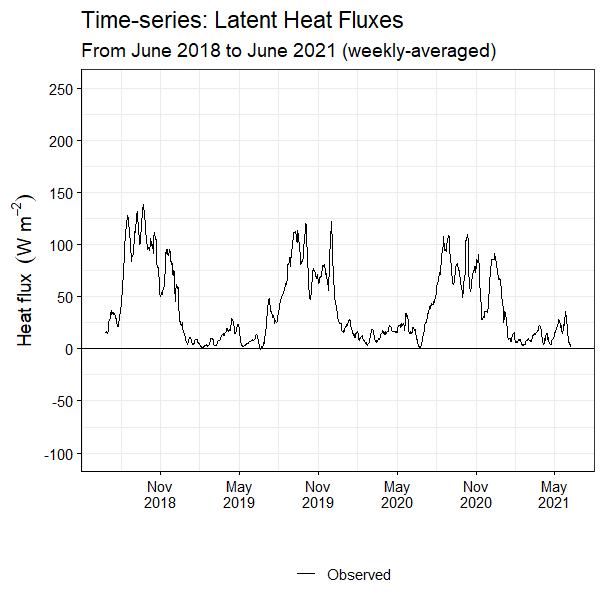 Time-series: Latent Heat Fluxes
From June 2018 to June 2021 (weekly-averaged)
Heat flux (W m⁻²)
250
200
150
100
50
0
-50
-100
Nov 2018
May 2019
Nov 2019
May 2020
Nov 2020
May 2021
Observed